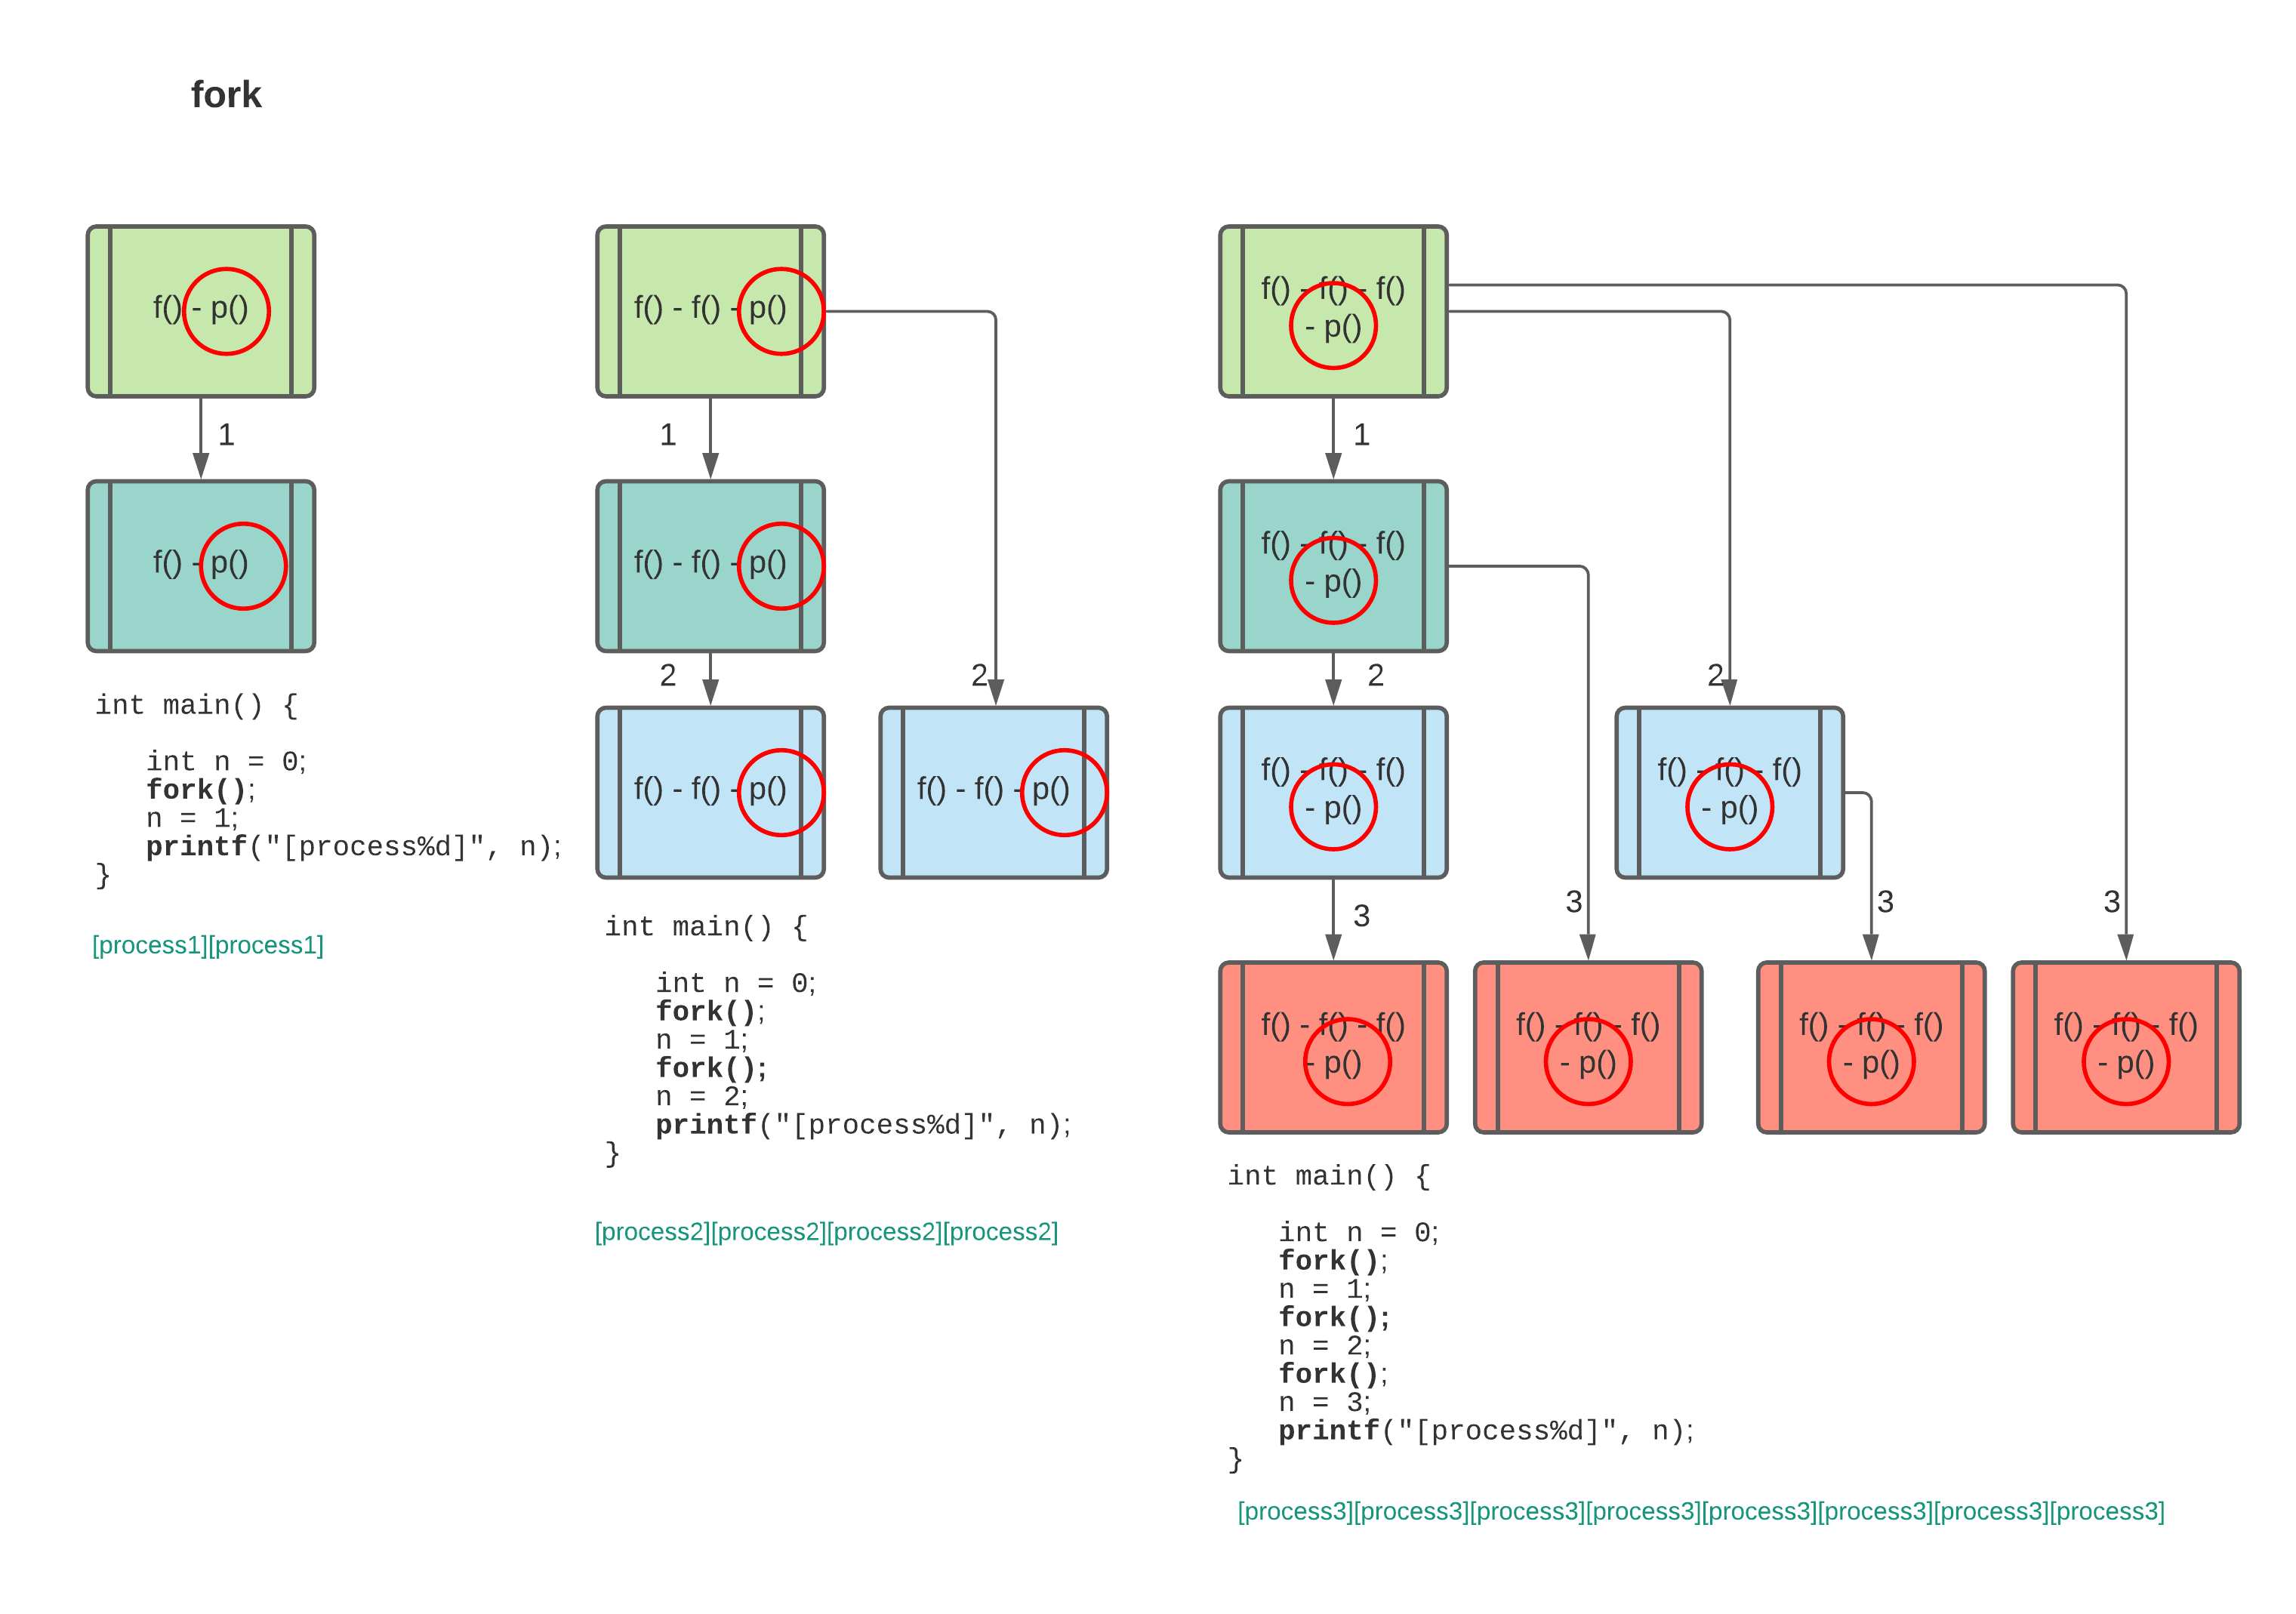 fork
f() - p()
1
f() - p()
int main() {
int n = 0;
fork();
n = 1;
printf("[process%d]", n);
}
[process1][process1]
f() - f() - p()
1
f() - f() - p()
2
2
f() - f() - p()
f() - f() - p()
int main() {
int n = 0;
fork();
n = 1;
fork();
n = 2;
printf("[process%d]", n);
}
[process2][process2][process2][process2]
f() - f() - f()
- p()
1
f() - f() - f()
- p()
2
2
f() - f() - f()
- p()
f() - f() - f()
- p()
3
3
3
3
f() - f() - f()
- p()
f() - f() - f()
- p()
f() - f() - f()
- p()
f() - f() - f()
- p()
int main() {
int n = 0;
fork();
n = 1;
fork();
n = 2;
fork();
n = 3;
printf("[process%d]", n);
}
[process3][process3][process3][process3][process3][process3][process3][process3]